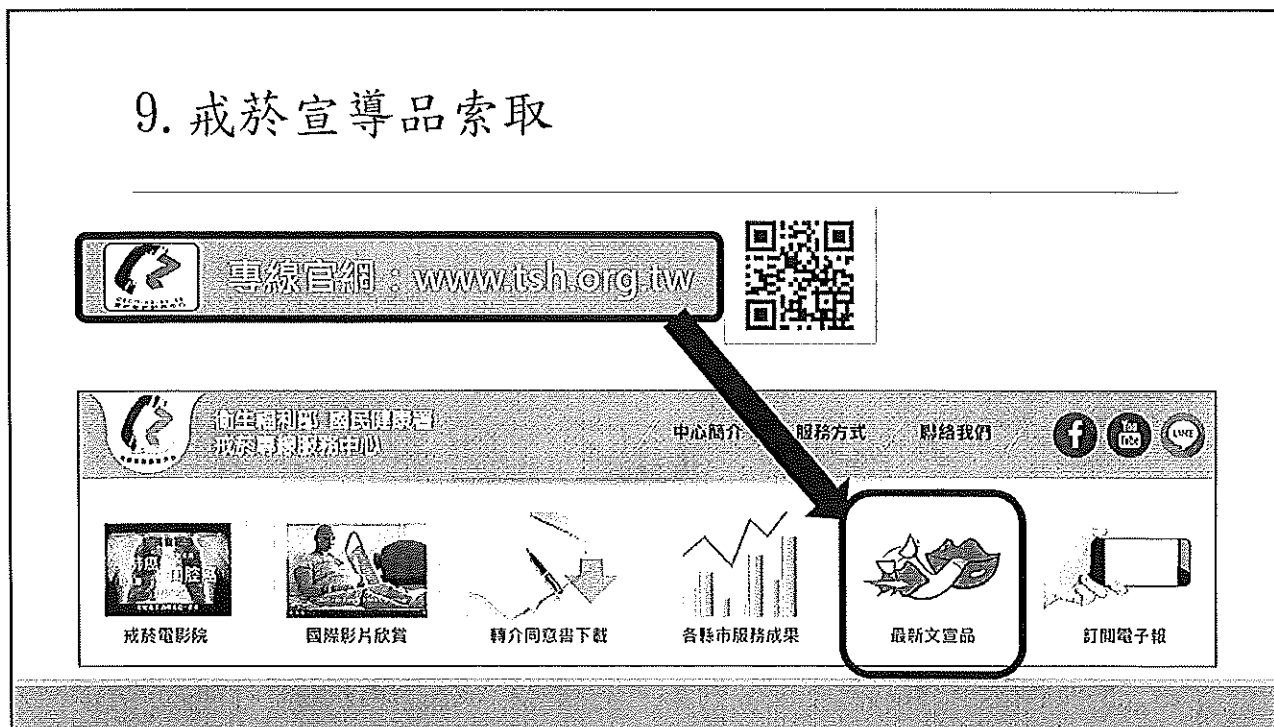 9. 戒菸宣導品索取
專線官網：www.tsh.org.tw
衛生福利部 國民健康署
戒菸專線服務中心
中心簡介
服務方式
聯絡我們
f
You
Tube
LINE
戒菸電影院
國際影片欣賞
轉介同意書下載
各縣市服務成果
最新文宣品
訂閱電子報